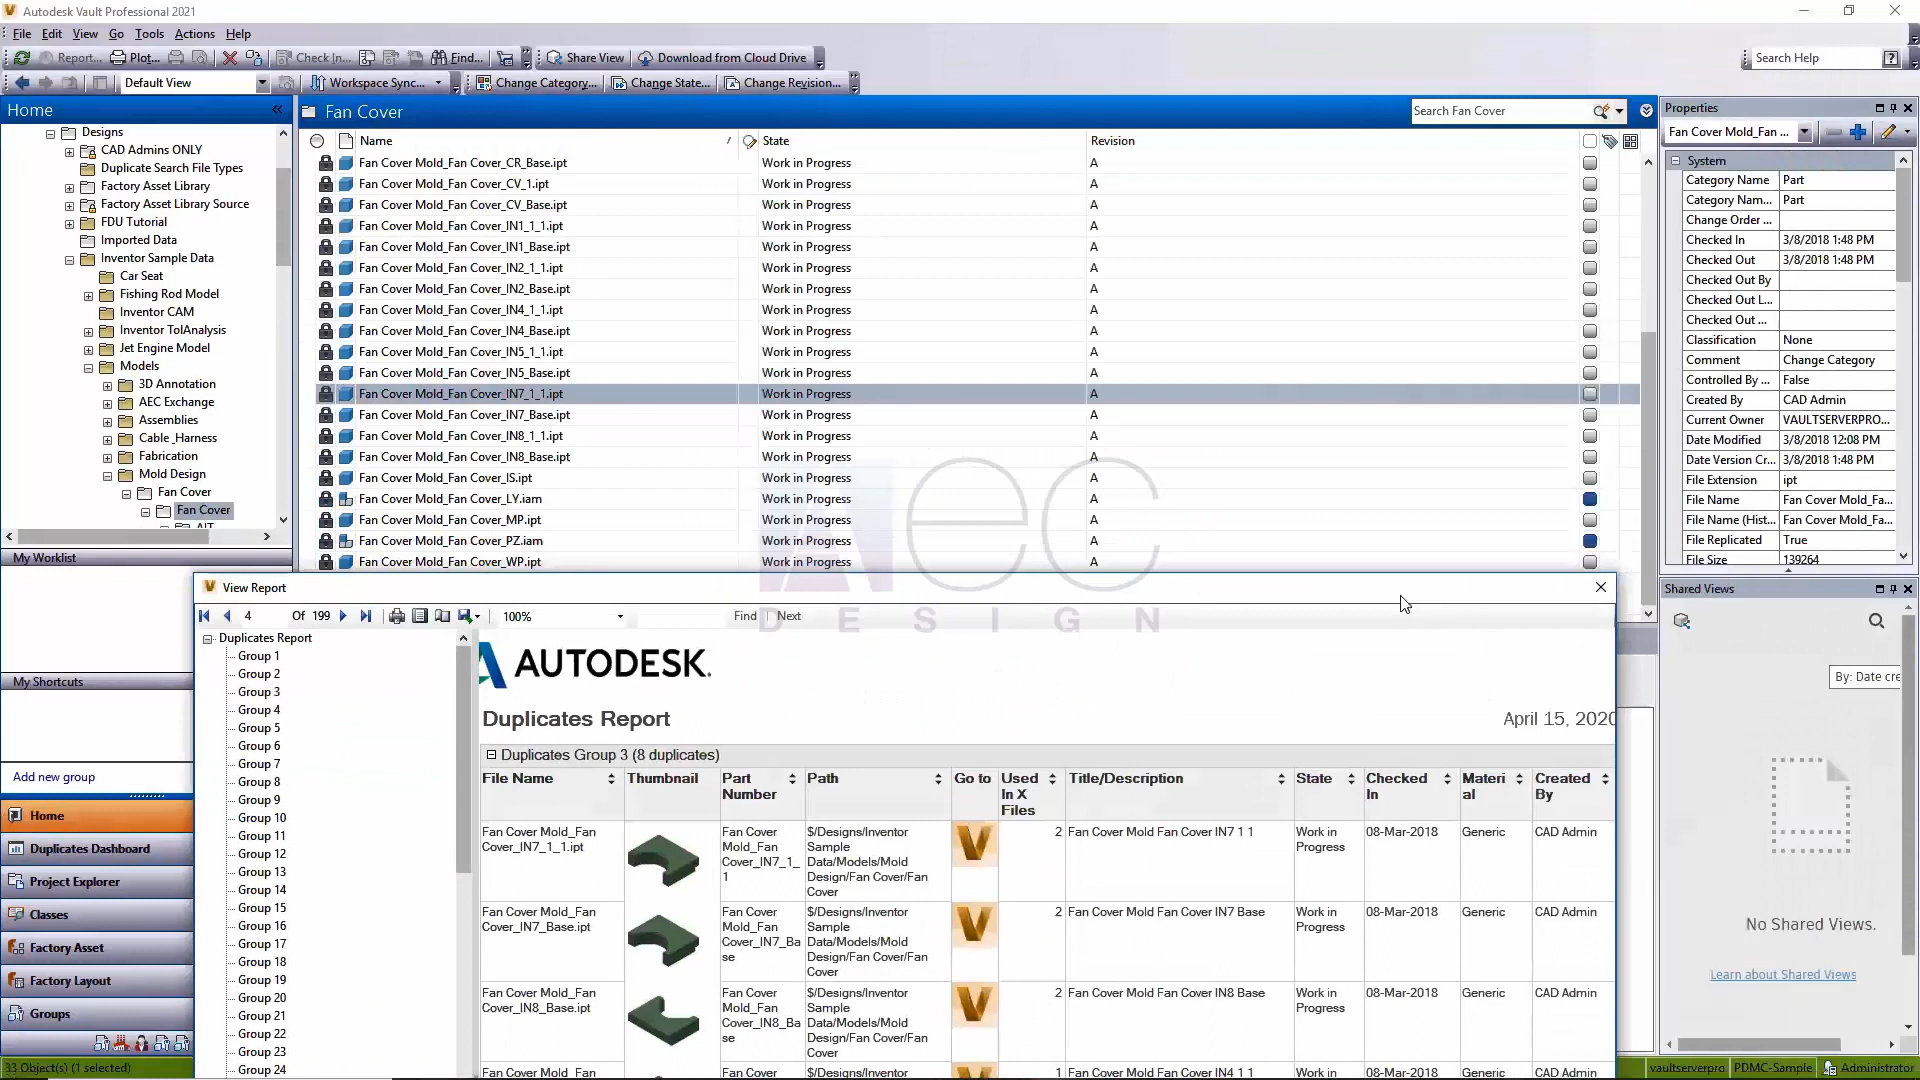 Autodesk Vault Professional 2021
File Edit View Go Tools Actions Help
Report... Plot... Check In... Find... Share View Download from Cloud Drive Search Help
Default View Workspace Sync... Change Category... Change State... Change Revision...
Home
Designs
CAD Admins ONLY
Duplicate Search File Types
Factory Asset Library
Factory Asset Library Source
FDU Tutorial
Imported Data
Inventor Sample Data
Car Seat
Fishing Rod Model
Inventor CAM
Inventor TolAnalysis
Jet Engine Model
Models
3D Annotation
AEC Exchange
Assemblies
Cable_Harness
Fabrication
Mold Design
Fan Cover
Fan Cover
AIT
My Worklist
My Shortcuts
Add new group
Home
Duplicates Dashboard
Project Explorer
Classes
Factory Asset
Factory Layout
Groups
33 Object(s) (1 selected)
Fan Cover Search Fan Cover
Name / State Revision
Fan Cover Mold_Fan Cover_CR_Base.ipt Work in Progress A
Fan Cover Mold_Fan Cover_CV_1.ipt Work in Progress A
Fan Cover Mold_Fan Cover_CV_Base.ipt Work in Progress A
Fan Cover Mold_Fan Cover_IN1_1_1.ipt Work in Progress A
Fan Cover Mold_Fan Cover_IN1_Base.ipt Work in Progress A
Fan Cover Mold_Fan Cover_IN2_1_1.ipt Work in Progress A
Fan Cover Mold_Fan Cover_IN2_Base.ipt Work in Progress A
Fan Cover Mold_Fan Cover_IN4_1_1.ipt Work in Progress A
Fan Cover Mold_Fan Cover_IN4_Base.ipt Work in Progress A
Fan Cover Mold_Fan Cover_IN5_1_1.ipt Work in Progress A
Fan Cover Mold_Fan Cover_IN5_Base.ipt Work in Progress A
Fan Cover Mold_Fan Cover_IN7_1_1.ipt Work in Progress A
Fan Cover Mold_Fan Cover_IN7_Base.ipt Work in Progress A
Fan Cover Mold_Fan Cover_IN8_1_1.ipt Work in Progress A
Fan Cover Mold_Fan Cover_IN8_Base.ipt Work in Progress A
Fan Cover Mold_Fan Cover_IS.ipt Work in Progress A
Fan Cover Mold_Fan Cover_LY.iam Work in Progress A
Fan Cover Mold_Fan Cover_MP.ipt Work in Progress A
Fan Cover Mold_Fan Cover_PZ.iam Work in Progress A
Fan Cover Mold_Fan Cover_WP.ipt Work in Progress
Aec
DESIGN
View Report
4 Of 199 100% Find | Next
Duplicates Report
Group 1
Group 2
Group 3
Group 4
Group 5
Group 6
Group 7
Group 8
Group 9
Group 10
Group 11
Group 12
Group 13
Group 14
Group 15
Group 16
Group 17
Group 18
Group 19
Group 20
Group 21
Group 22
Group 23
Group 24
AUTODESK.
Duplicates Report April 15, 2020
Duplicates Group 3 (8 duplicates)
File Name Thumbnail Part Path Go to Used Title/Description State Checked Materi Created
Number In X In al By
Files
Fan Cover Mold_Fan Fan Cover $/Designs/Inventor 2 Fan Cover Mold Fan Cover IN7 1 1 Work in 08-Mar-2018 Generic CAD Admin
Cover_IN7_1_1.ipt Mold_Fan Sample Progress
Cover_IN7_1_ Data/Models/Mold
1 Design/Fan Cover/Fan
Cover
Fan Cover Mold_Fan Fan Cover $/Designs/Inventor 2 Fan Cover Mold Fan Cover IN7 Base Work in 08-Mar-2018 Generic CAD Admin
Cover_IN7_Base.ipt Mold_Fan Sample Progress
Cover_IN7_Ba Data/Models/Mold
se Design/Fan Cover/Fan
Cover
Fan Cover Mold_Fan Fan Cover $/Designs/Inventor 2 Fan Cover Mold Fan Cover IN8 Base Work in 08-Mar-2018 Generic CAD Admin
Cover_IN8_Base.ipt Mold_Fan Sample Progress
Cover_IN8_Ba Data/Models/Mold
se Design/Fan Cover/Fan
Cover
Fan Cover Mold_Fan Fan Cover $/Designs/Inventor 1 Fan Cover Mold Fan Cover IN4 1 1 Work in 08-Mar-2018 Generic CAD Admin
Properties
Fan Cover Mold_Fan ...
System
Category Name Part
Category Nam... Part
Change Order ...
Checked In 3/8/2018 1:48 PM
Checked Out 3/8/2018 1:48 PM
Checked Out By
Checked Out L...
Checked Out ...
Classification None
Comment Change Category
Controlled By ... False
Created By CAD Admin
Current Owner VAULTSERVERPRO...
Date Modified 3/8/2018 12:08 PM
Date Version Cr... 3/8/2018 1:48 PM
File Extension ipt
File Name Fan Cover Mold_Fa...
File Name (Hist... Fan Cover Mold_Fa...
File Replicated True
File Size 139264
Shared Views
By: Date cre
No Shared Views.
Learn about Shared Views
vaultserverpro PDMC-Sample Administrator